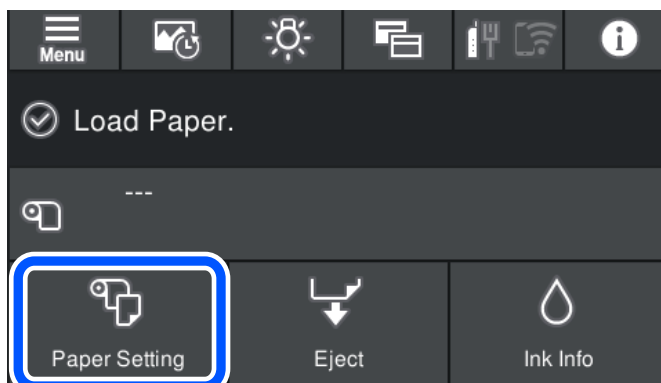 Menu
Load Paper.
---
Paper Setting
Eject
Ink Info